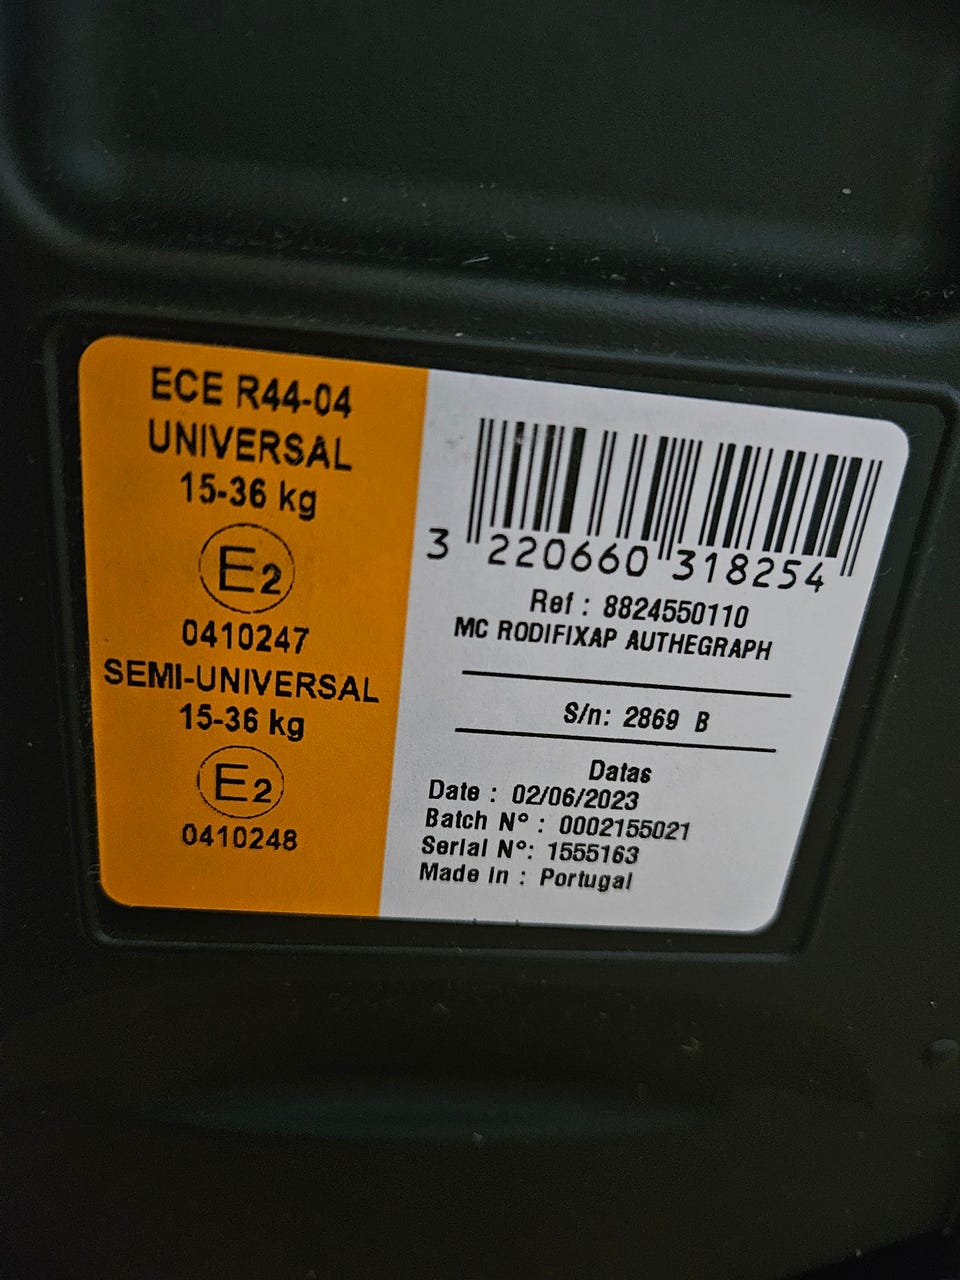 ECE R44-04
UNIVERSAL
15-36 kg
E2
0410247
SEMI-UNIVERSAL
15-36 kg
E2
0410248
3 220660 318254
Ref : 8824550110
MC RODIFIXAP AUTHEGRAPH
S/n: 2869 B
Datas
Date : 02/06/2023
Batch N° : 0002155021
Serial N°: 1555163
Made in : Portugal